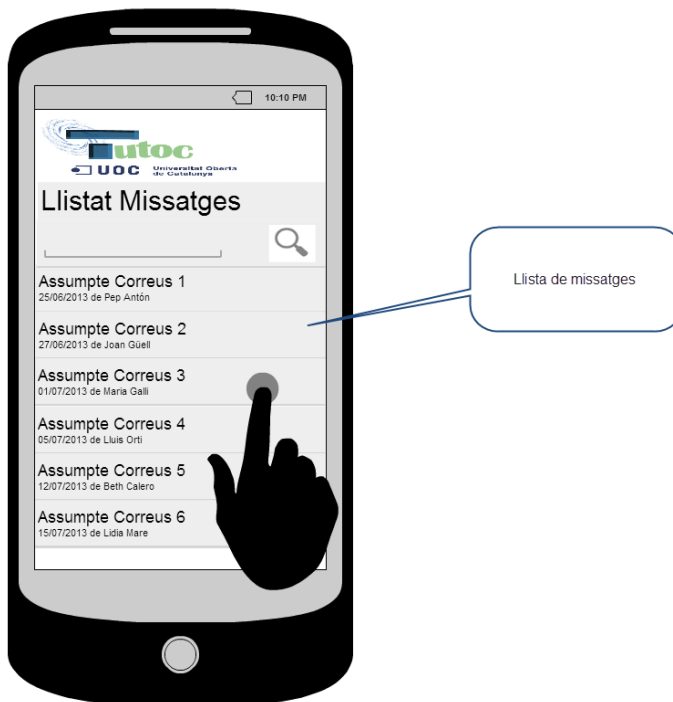 10:10 PM
Tutoc
UOC Universitat Oberta
de Catalunya
Llistat Missatges
Assumpte Correus 1
25/06/2013 de Pep Antón
Assumpte Correus 2
27/06/2013 de Joan Güell
Assumpte Correus 3
01/07/2013 de Maria Galli
Assumpte Correus 4
05/07/2013 de Lluis Orti
Assumpte Correus 5
12/07/2013 de Beth Calero
Assumpte Correus 6
15/07/2013 de Lidia Mare
Llista de missatges